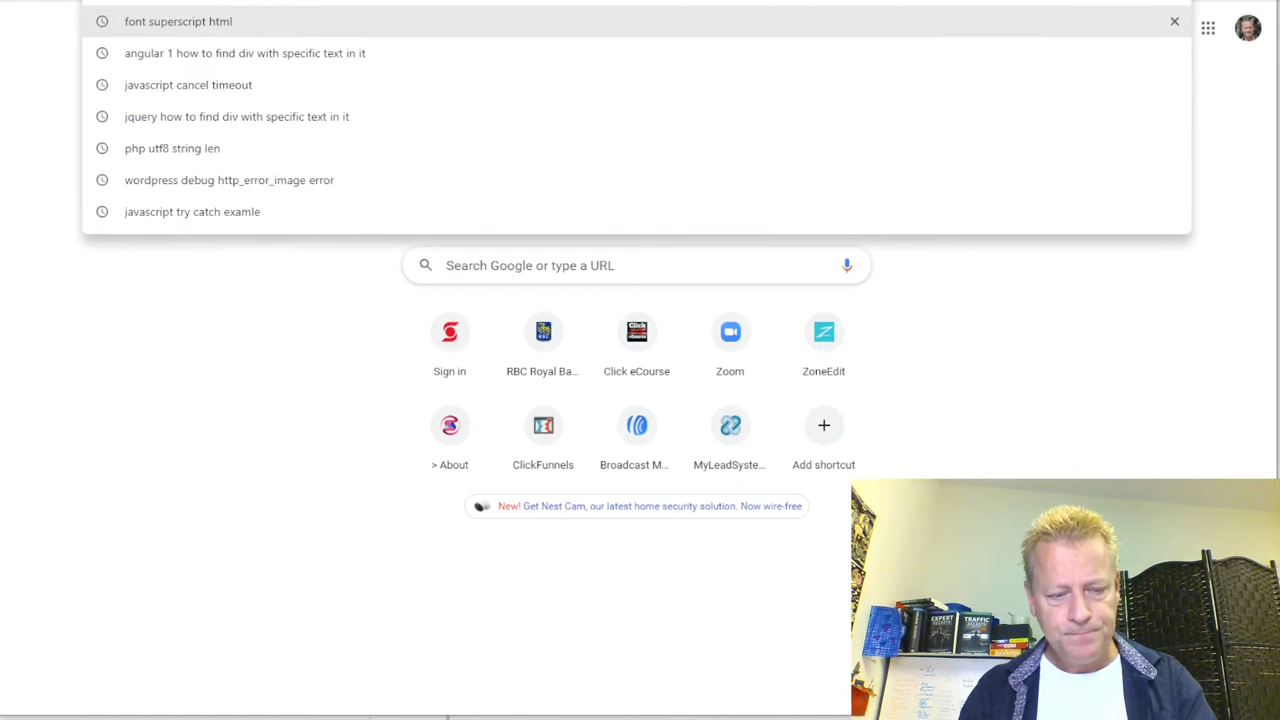 font superscript html
angular 1 how to find div with specific text in it
javascript cancel timeout
jquery how to find div with specific text in it
php utf8 string len
wordpress debug http_error_image error
javascript try catch examle
Search Google or type a URL
Click
Sign in
RBC Royal Ba...
Click eCourse
Zoom
ZoneEdit
> About
ClickFunnels
Broadcast M...
MyLeadSyste...
Add shortcut
New! Get Nest Cam, our latest home security solution. Now wire-free
EXPERT
TRAFFIC